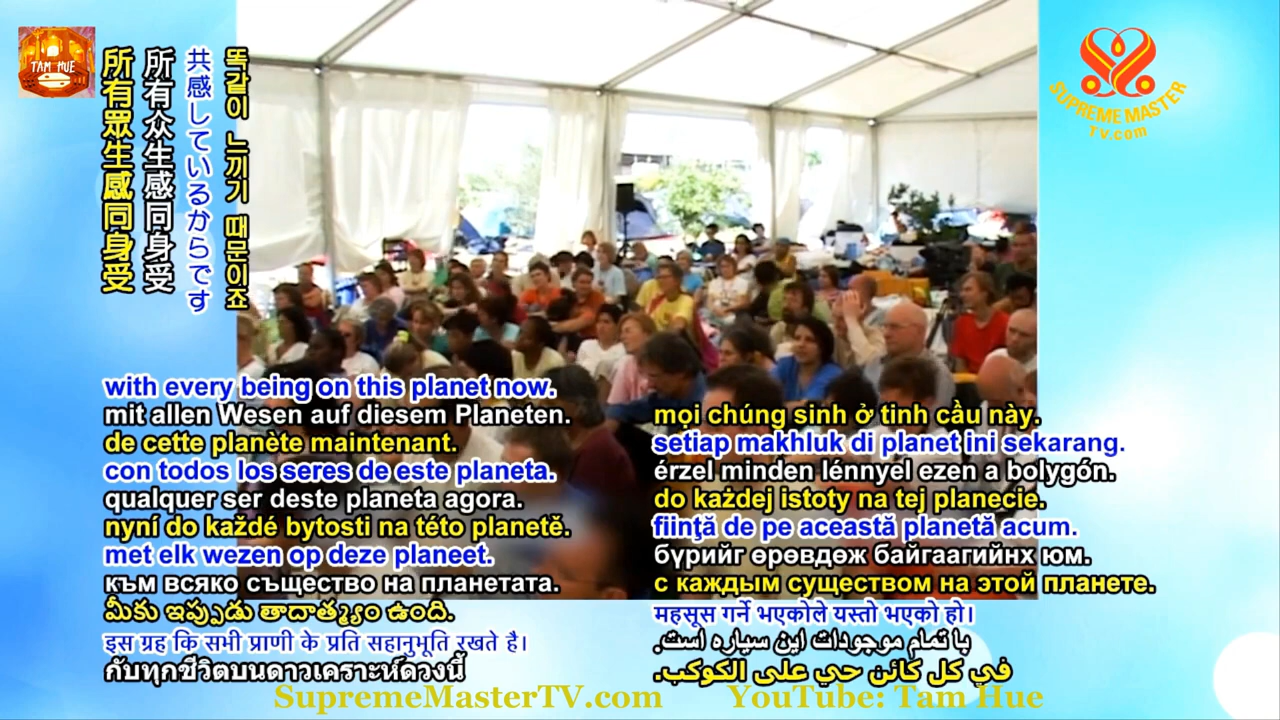 TAM HUE
所有眾生感同身受
所有众生感同身受
共感しているからです
똑같이 느끼기 때문이죠
SUPREME MASTER
TV.com
with every being on this planet now.
mit allen Wesen auf diesem Planeten.
de cette planète maintenant.
con todos los seres de este planeta.
qualquer ser deste planeta agora.
nyní do každé bytosti na této planetě.
met elk wezen op deze planeet.
към всяко същество на планетата.
మీకు ఇప్పుడు తాదాత్మ్యం ఉంది.
इस ग्रह कि सभी प्राणी के प्रति सहानुभूति रखते है।
กับทุกชีวิตบนดาวเคราะห์ดวงนี้
mọi chúng sinh ở tinh cầu này.
setiap makhluk di planet ini sekarang.
érzel minden lénnyel ezen a bolygón.
do każdej istoty na tej planecie.
fiinţă de pe această planetă acum.
бүрийг өрөвдөж байгаагийнх юм.
с каждым существом на этой планете.
महसूस गर्ने भएकोले यस्तो भएको हो।
با تمام موجودات این سیاره است.
في كل كائن حي على الكوكب.
SupremeMasterTV.com
YouTube: Tam Hue